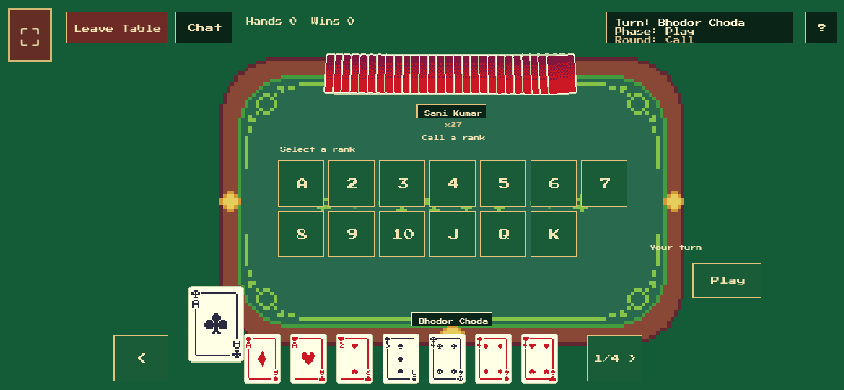 Leave Table
Chat
Hands 0 Wins 0
Turn! Bhodor Choda
Phase: Play
Round: Call
?
Sani Kumar
x27
Call a rank
Select a rank
A 2 3 4 5 6 7
8 9 10 J Q K
Your turn
Play
Bhodor Choda
<
1/4 >